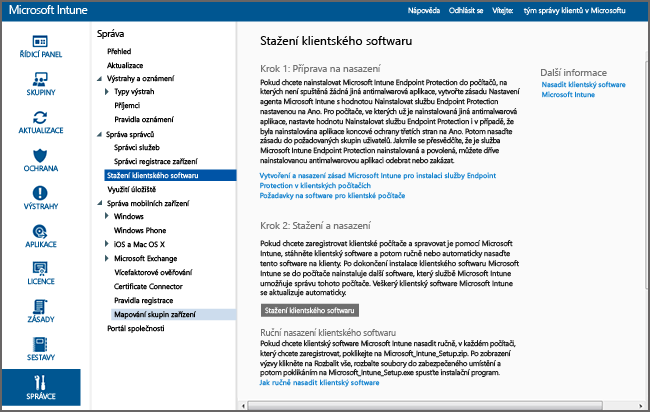 Microsoft Intune
Nápověda Odhlásit se Vítejte: tým správy klientů v Microsoftu
ŘÍDICÍ PANEL
SKUPINY
AKTUALIZACE
OCHRANA
VÝSTRAHY
APLIKACE
LICENCE
ZÁSADY
SESTAVY
SPRÁVCE
Správa
Přehled
Aktualizace
Výstrahy a oznámení
Typy výstrah
Příjemci
Pravidla oznámení
Správa správců
Správci služeb
Správci registrace zařízení
Stažení klientského softwaru
Využití úložiště
Správa mobilních zařízení
Windows
Windows Phone
iOS a Mac OS X
Microsoft Exchange
Vícefaktorové ověřování
Certificate Connector
Pravidla registrace
Mapování skupin zařízení
Portál společnosti
Stažení klientského softwaru
Krok 1: Příprava na nasazení
Pokud chcete nainstalovat Microsoft Intune Endpoint Protection do počítačů, na
kterých není spuštěná žádná jiná antimalwarová aplikace, vytvořte zásadu Nastavení
agenta Microsoft Intune s hodnotou Nainstalovat službu Endpoint Protection
nastavenou na Ano. Pro počítače, ve kterých už je nainstalovaná jiná antimalwarová
aplikace, nastavte hodnotu Nainstalovat službu Endpoint Protection i v případě, že
byla nainstalována aplikace koncové ochrany třetích stran na Ano. Potom nasaďte
zásadu do požadovaných skupin uživatelů. Jakmile se přesvědčíte, že je služba
Microsoft Intune Endpoint Protection nainstalovaná a povolená, můžete dříve
nainstalovanou antimalwarovou aplikaci odebrat nebo zakázat.
Vytvoření a nasazení zásad Microsoft Intune pro instalaci služby Endpoint
Protection v klientských počítačích
Požadavky na software pro klientské počítače
Krok 2: Stažení a nasazení
Pokud chcete zaregistrovat klientské počítače a spravovat je pomocí Microsoft
Intune, stáhněte klientský software a potom ručně nebo automaticky nasaďte
tento software na klienty. Po dokončení instalace klientského softwaru Microsoft
Intune se do počítače nainstaluje další software, který službě Microsoft Intune
umožňuje správu tohoto počítače. Veškerý klientský software Microsoft Intune
se aktualizuje automaticky.
Stažení klientského softwaru
Ruční nasazení klientského softwaru
Pokud chcete klientský software Microsoft Intune nasadit ručně, v každém počítači,
který chcete zaregistrovat, poklikejte na Microsoft_Intune_Setup.zip. Po zobrazení
výzvy klikněte na Rozbalit vše, rozbalte soubory do zabezpečeného umístění a
potom poklikáním na Microsoft_Intune_Setup.exe spusťte instalační program.
Jak ručně nasadit klientský software
Další informace
Nasadit klientský software
Microsoft Intune